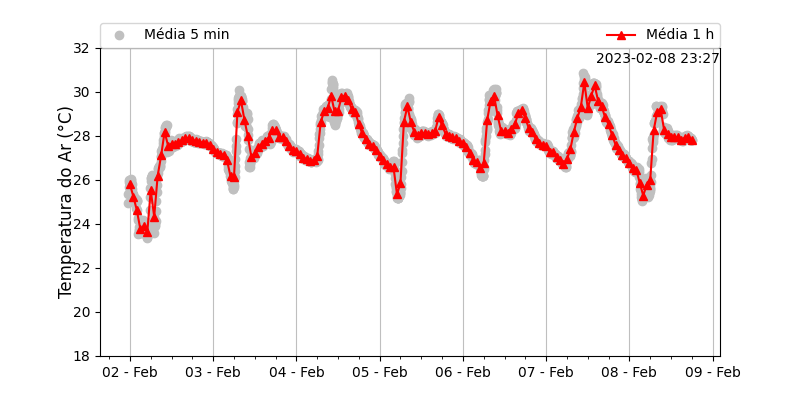 Média 5 min
Média 1 h
2023-02-08 23:27
Temperatura do Ar (°C)
32
30
28
26
24
22
20
18
02 - Feb
03 - Feb
04 - Feb
05 - Feb
06 - Feb
07 - Feb
08 - Feb
09 - Feb